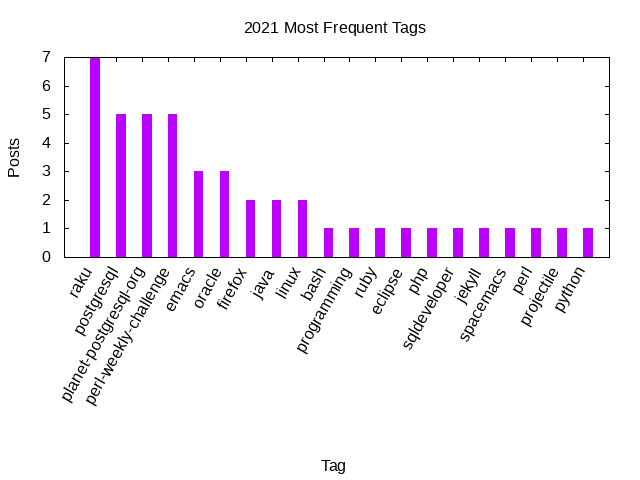 2021 Most Frequent Tags
Posts
7
6
5
4
3
2
1
0
raku
postgresql
planet-postgresql-org
perl-weekly-challenge
emacs
oracle
firefox
java
linux
bash
programming
ruby
eclipse
php
sqldeveloper
jekyll
spacemacs
perl
projectile
python
Tag